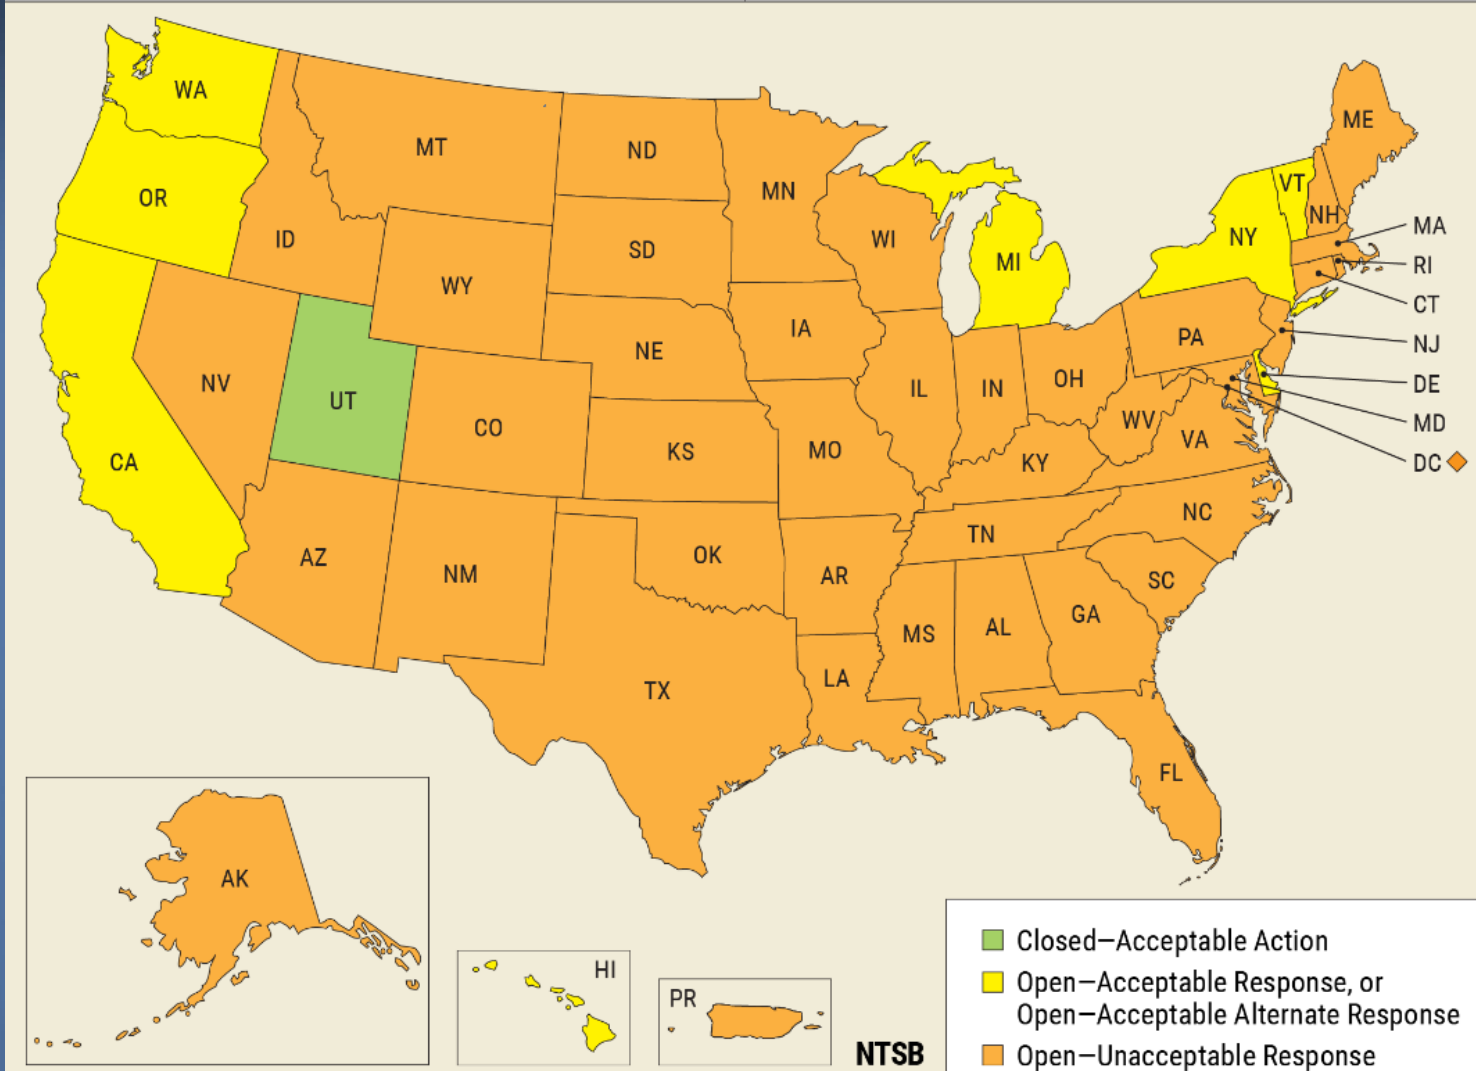 WA
ME
MT
ND
VT
MN
OR
NH
MA
ID
SD
WI
NY
MI
RI
WY
CT
IA
PA
NJ
NE
NV
UT
IL
IN
OH
DE
CO
WV
MD
VA
CA
KS
MO
KY
DC
NC
TN
AZ
NM
OK
AR
SC
MS
AL
GA
LA
TX
FL
AK
HI
PR
NTSB
Closed–Acceptable Action
Open–Acceptable Response, or
Open–Acceptable Alternate Response
Open–Unacceptable Response